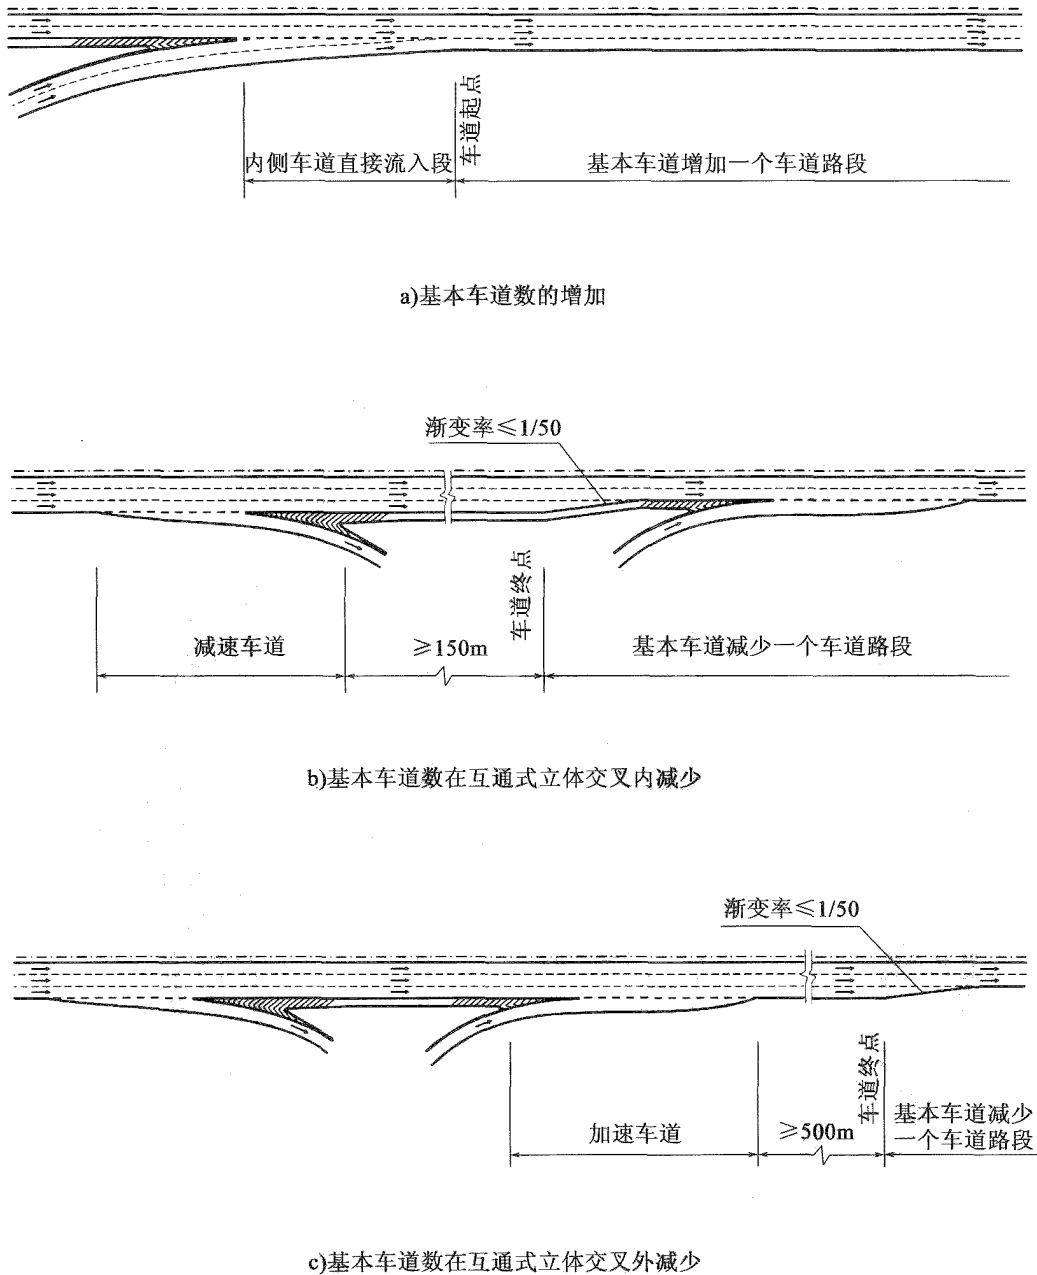 车道起点
内侧车道直接流入段
基本车道增加一个车道路段
a)基本车道数的增加
渐变率≤1/50
车道终点
减速车道
≥150m
基本车道减少一个车道路段
b)基本车道数在互通式立体交叉内减少
渐变率≤1/50
车道终点
加速车道
≥500m
基本车道减少
一个车道路段
c)基本车道数在互通式立体交叉外减少